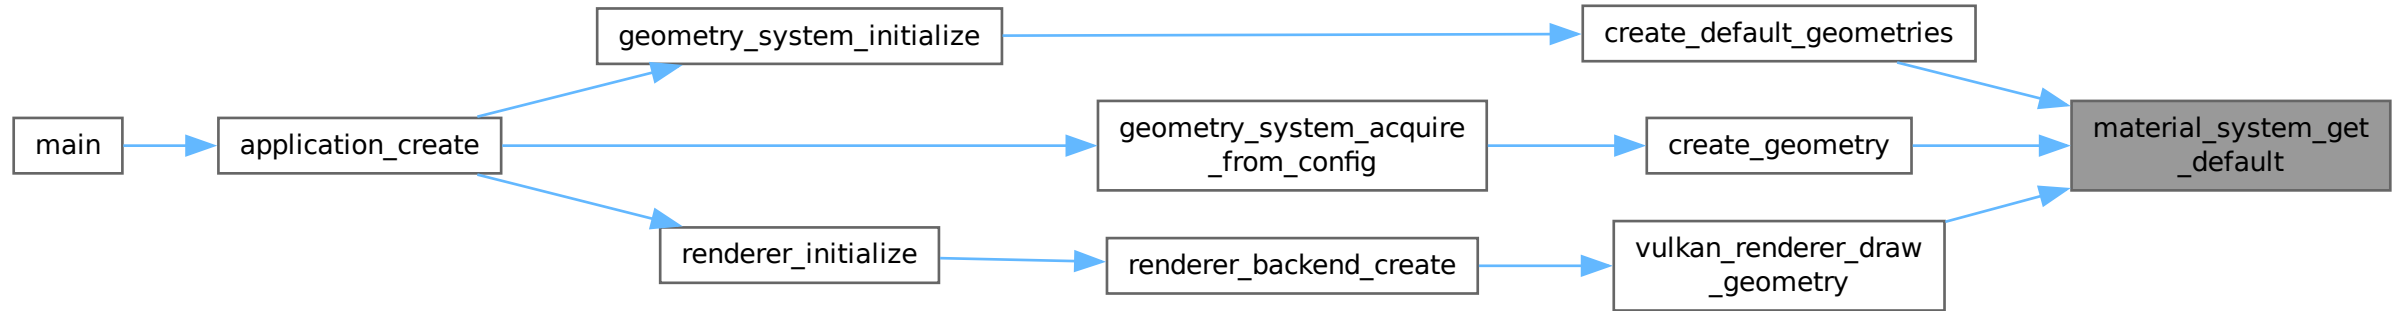 main
application_create
geometry_system_initialize
geometry_system_acquire
_from_config
renderer_initialize
renderer_backend_create
create_default_geometries
create_geometry
vulkan_renderer_draw
_geometry
material_system_get
_default